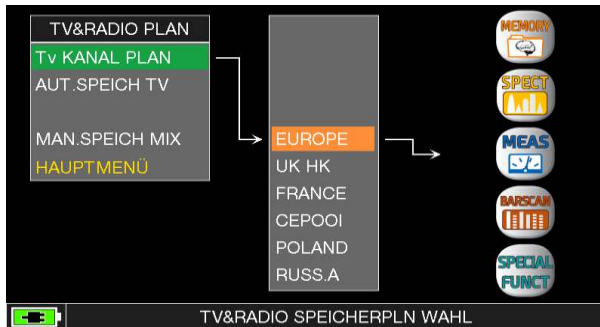 TV&RADIO PLAN
Tv KANAL PLAN
AUT.SPEICH TV
MAN.SPEICH MIX
HAUPTMENÜ
EUROPE
UK HK
FRANCE
CEPOOI
POLAND
RUSS.A
MEMORY
SPECT
MEAS
BARSCAN
SPECIAL
FUNCT
TV&RADIO SPEICHERPLN WAHL